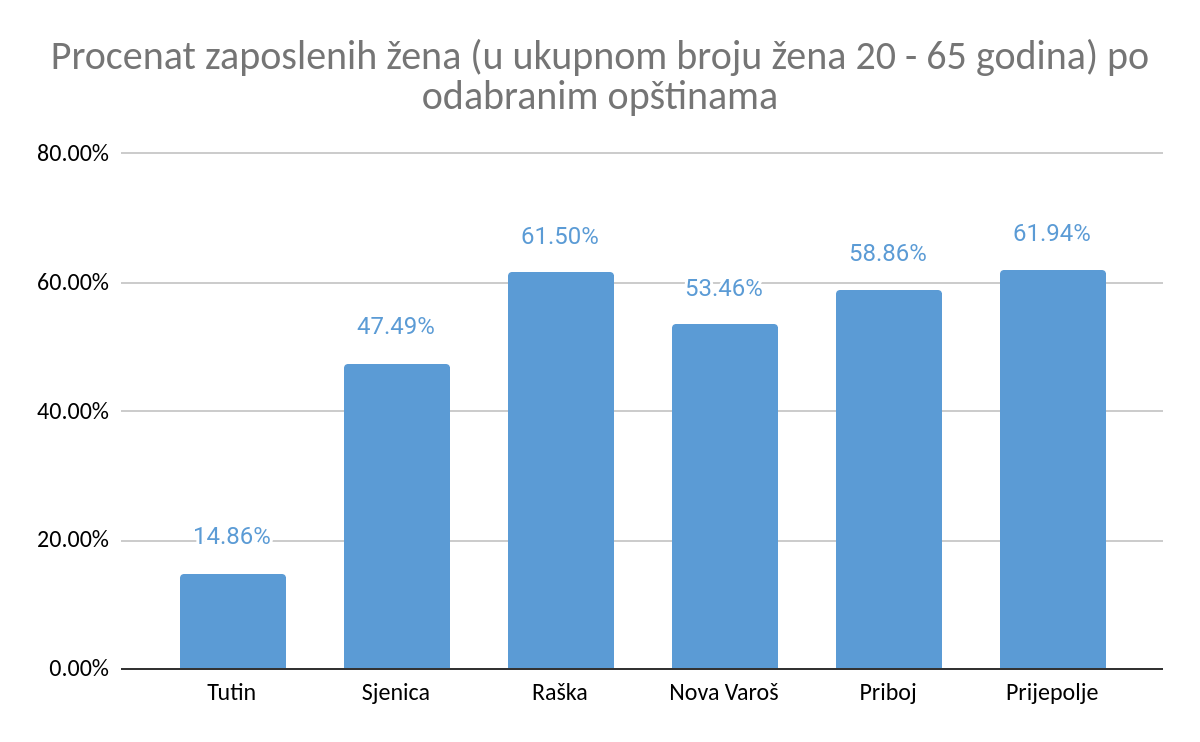 Procenat zaposlenih žena (u ukupnom broju žena 20 - 65 godina) po
odabranim opštinama
80.00%
60.00%
40.00%
20.00%
0.00%
14.86%
47.49%
61.50%
53.46%
58.86%
61.94%
Tutin
Sjenica
Raška
Nova Varoš
Priboj
Prijepolje